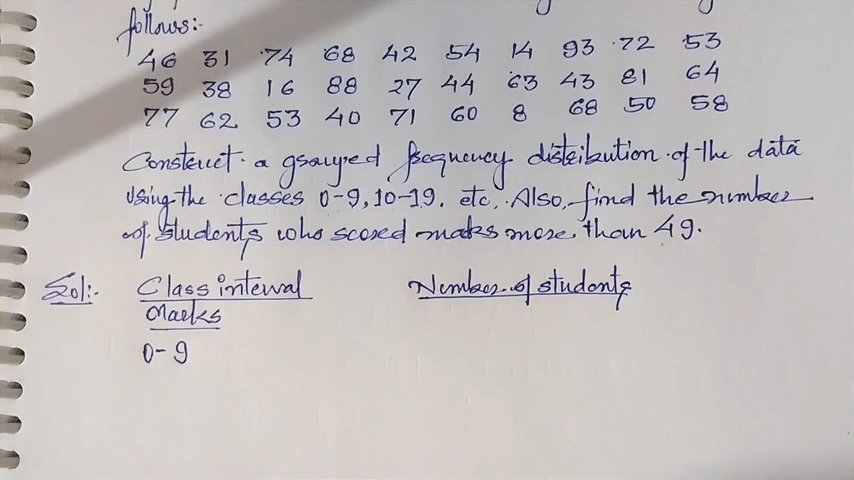 follows:-
46 31 74 68 42 54 14 93 72 53
59 38 16 88 27 44 63 43 81 64
77 62 53 40 71 60 8 68 50 58
Construct a grouped frequency distribution of the data
using the classes 0-9, 10-19. etc. Also, find the number
of students who scored maks more than 49.
Sol:- Class interval Number of students
Marks
0-9